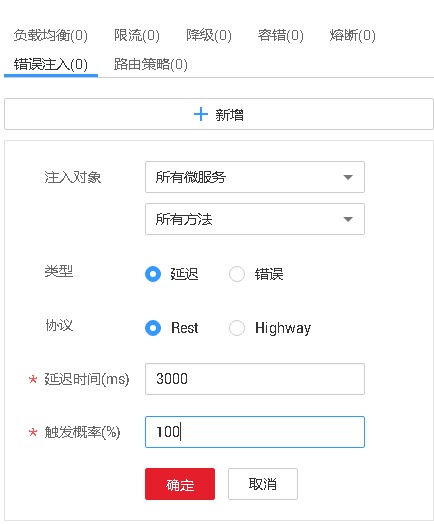 负载均衡(0) 限流(0) 降级(0) 容错(0) 熔断(0)
错误注入(0) 路由策略(0)
新增
注入对象 所有微服务
所有方法
类型 延迟 错误
协议 Rest Highway
* 延迟时间(ms) 3000
* 触发概率(%) 100
确定 取消